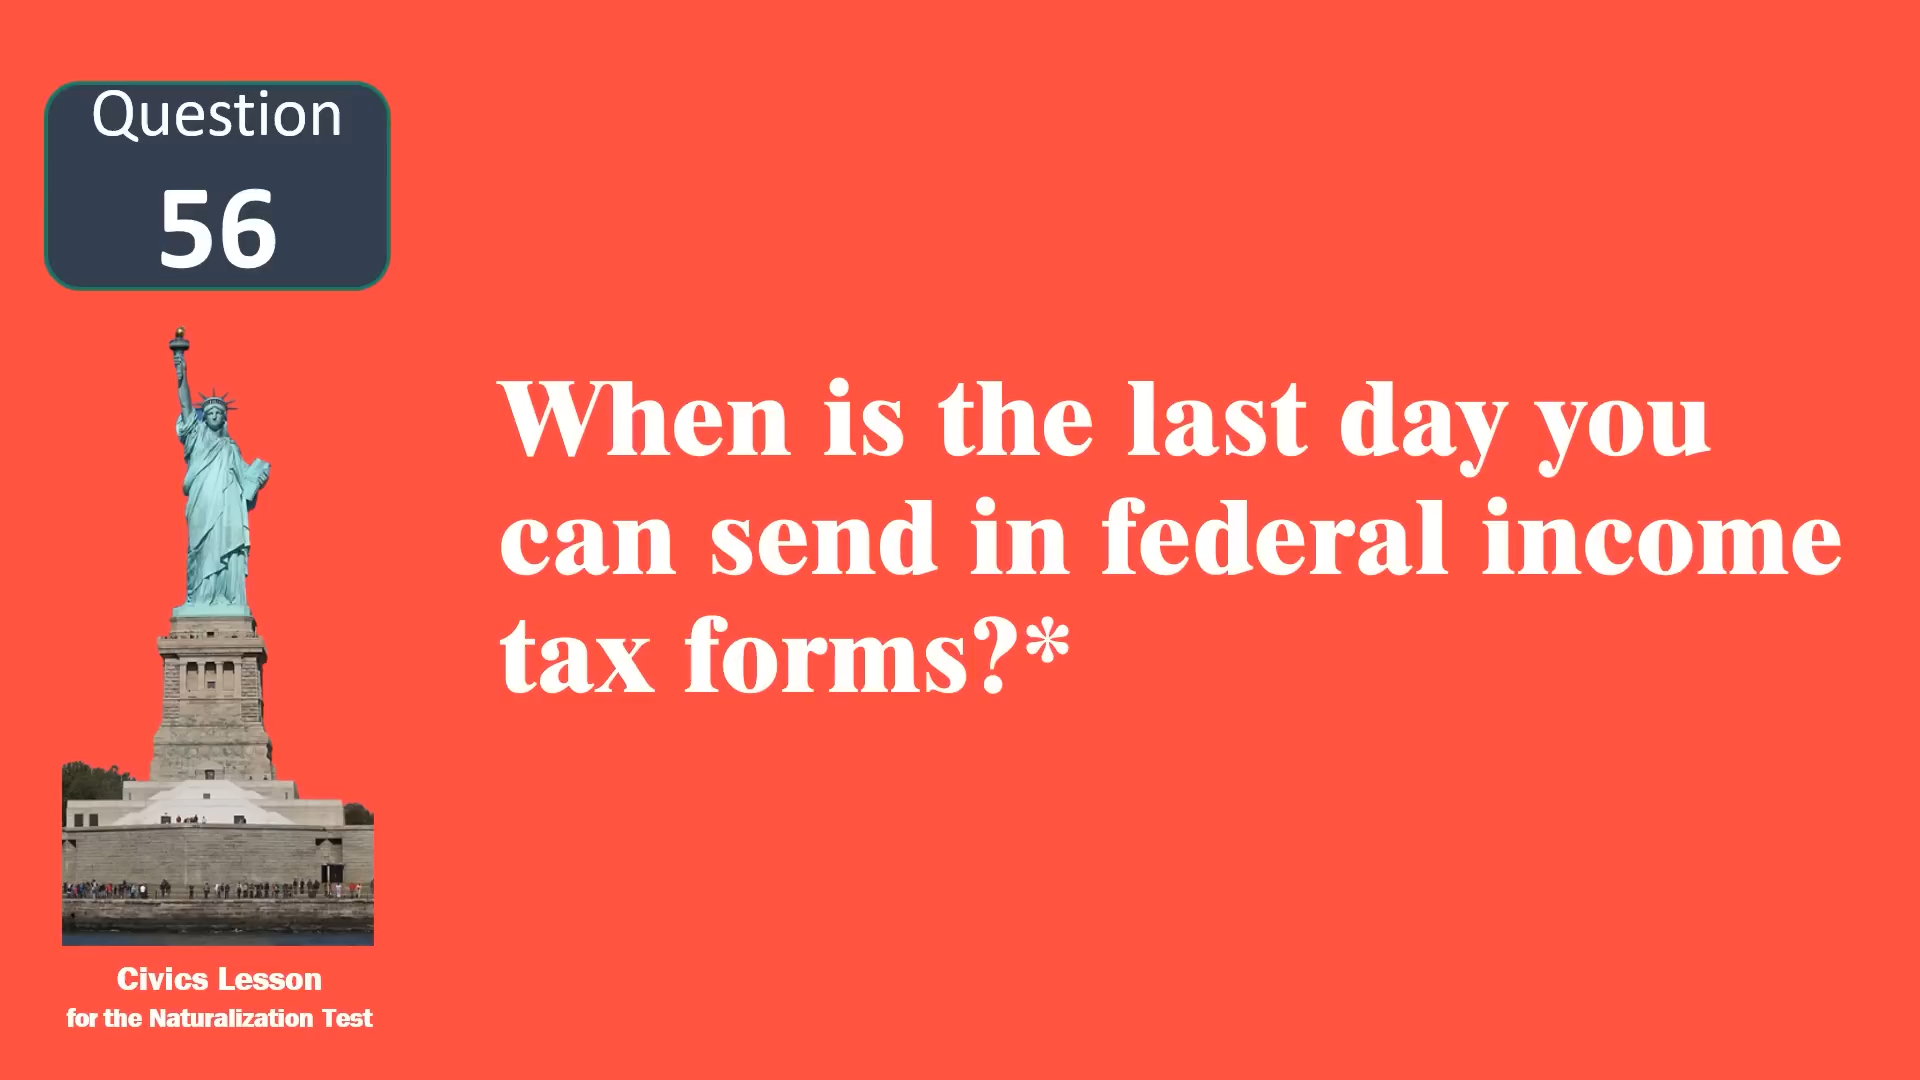 Question
56
When is the last day you
can send in federal income
tax forms?*
Civics Lesson
for the Naturalization Test